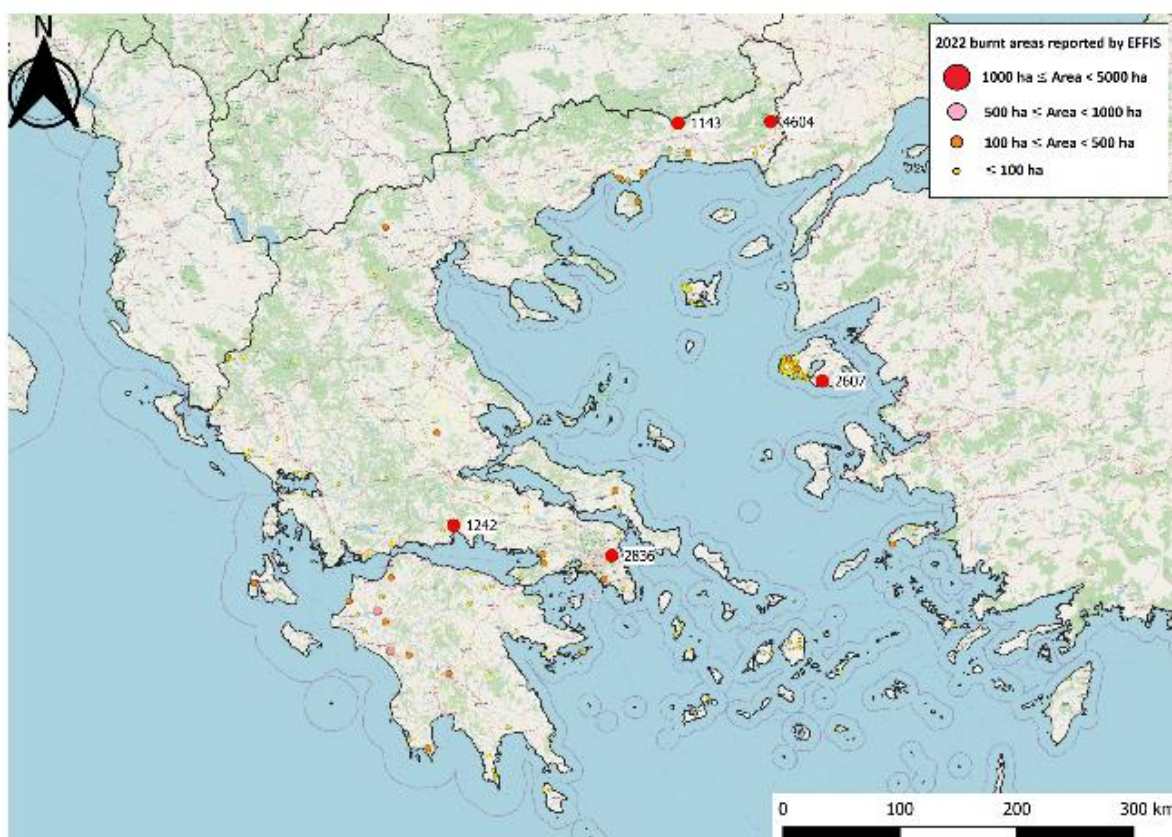 N
2022 burnt areas reported by EFFIS
1000 ha ≤ Area < 5000 ha
500 ha ≤ Area < 1000 ha
100 ha ≤ Area < 500 ha
≤ 100 ha
1143
4604
2607
1242
2836
0 100 200 300 km